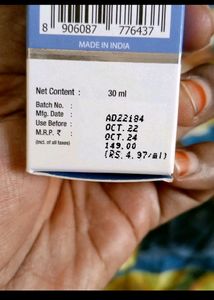 8 906087 776437
MADE IN INDIA
Net Content : 30 ml
Batch No. : AD22184
Mfg. Date : OCT.22
Use Before : OCT.24
M.R.P. ₹ : 149.00
(Incl. of all taxes) (RS.4.97/ml)